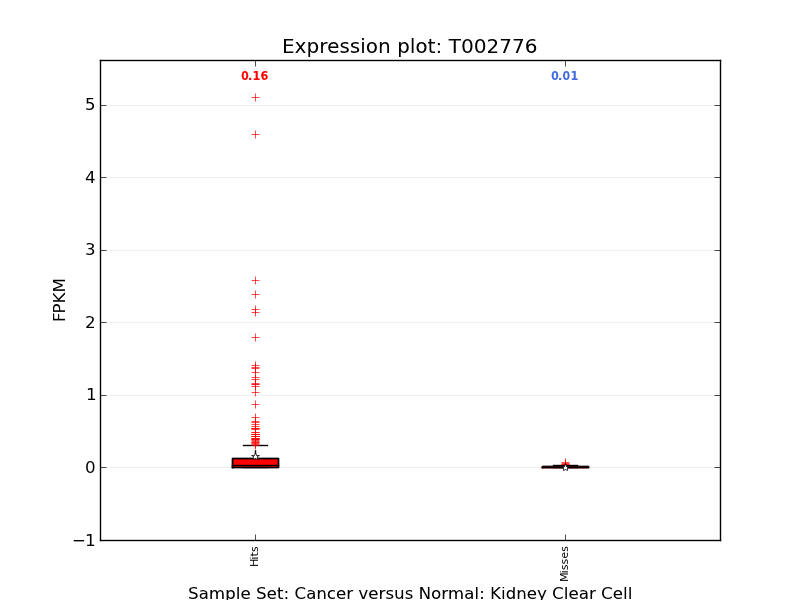 Expression plot: T002776
0.16 0.01
5
4
3
2
1
0
−1
FPKM
Hits
Misses
Sample Set: Cancer versus Normal: Kidney Clear Cell